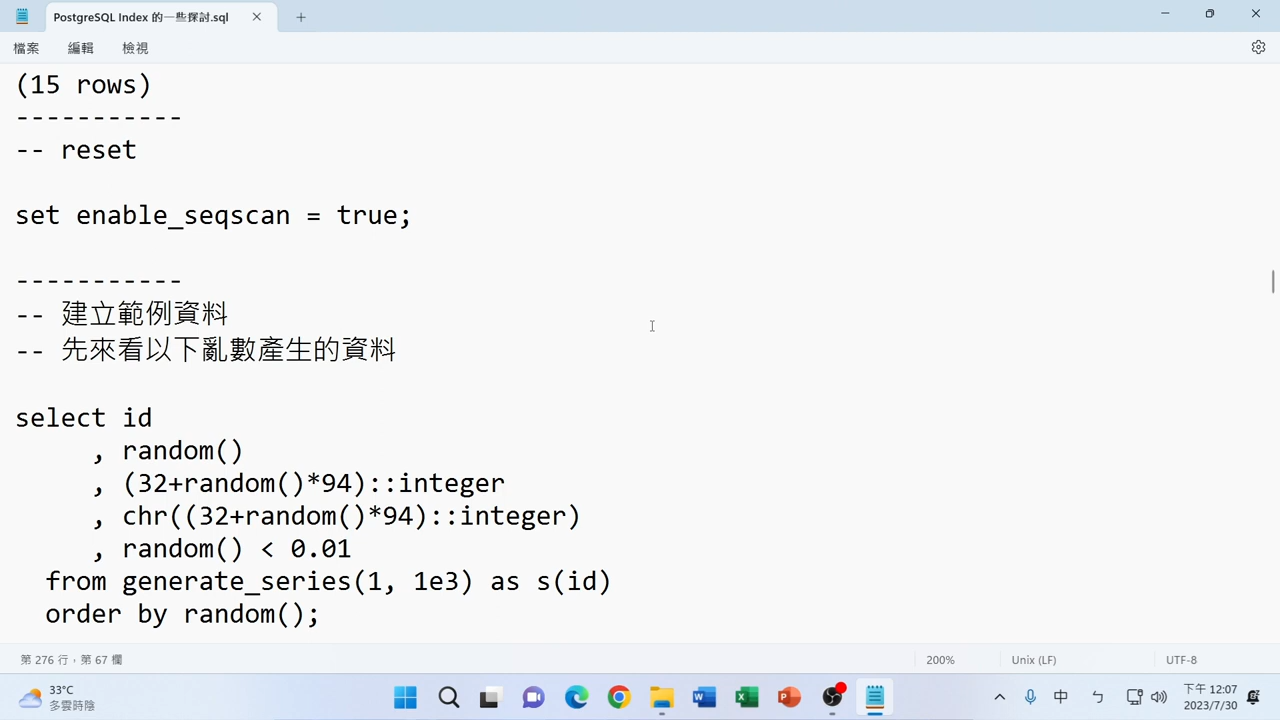 PostgreSQL Index 的一些探討.sql
檔案 編輯 檢視
(15 rows)
-----------
-- reset
set enable_seqscan = true;
-----------
-- 建立範例資料
-- 先來看以下亂數產生的資料
select id
, random()
, (32+random()*94)::integer
, chr((32+random()*94)::integer)
, random() < 0.01
from generate_series(1, 1e3) as s(id)
order by random();
第 276 行，第 67 欄 200% Unix (LF) UTF-8
33°C
多雲時陰
中
下午 12:07
2023/7/30